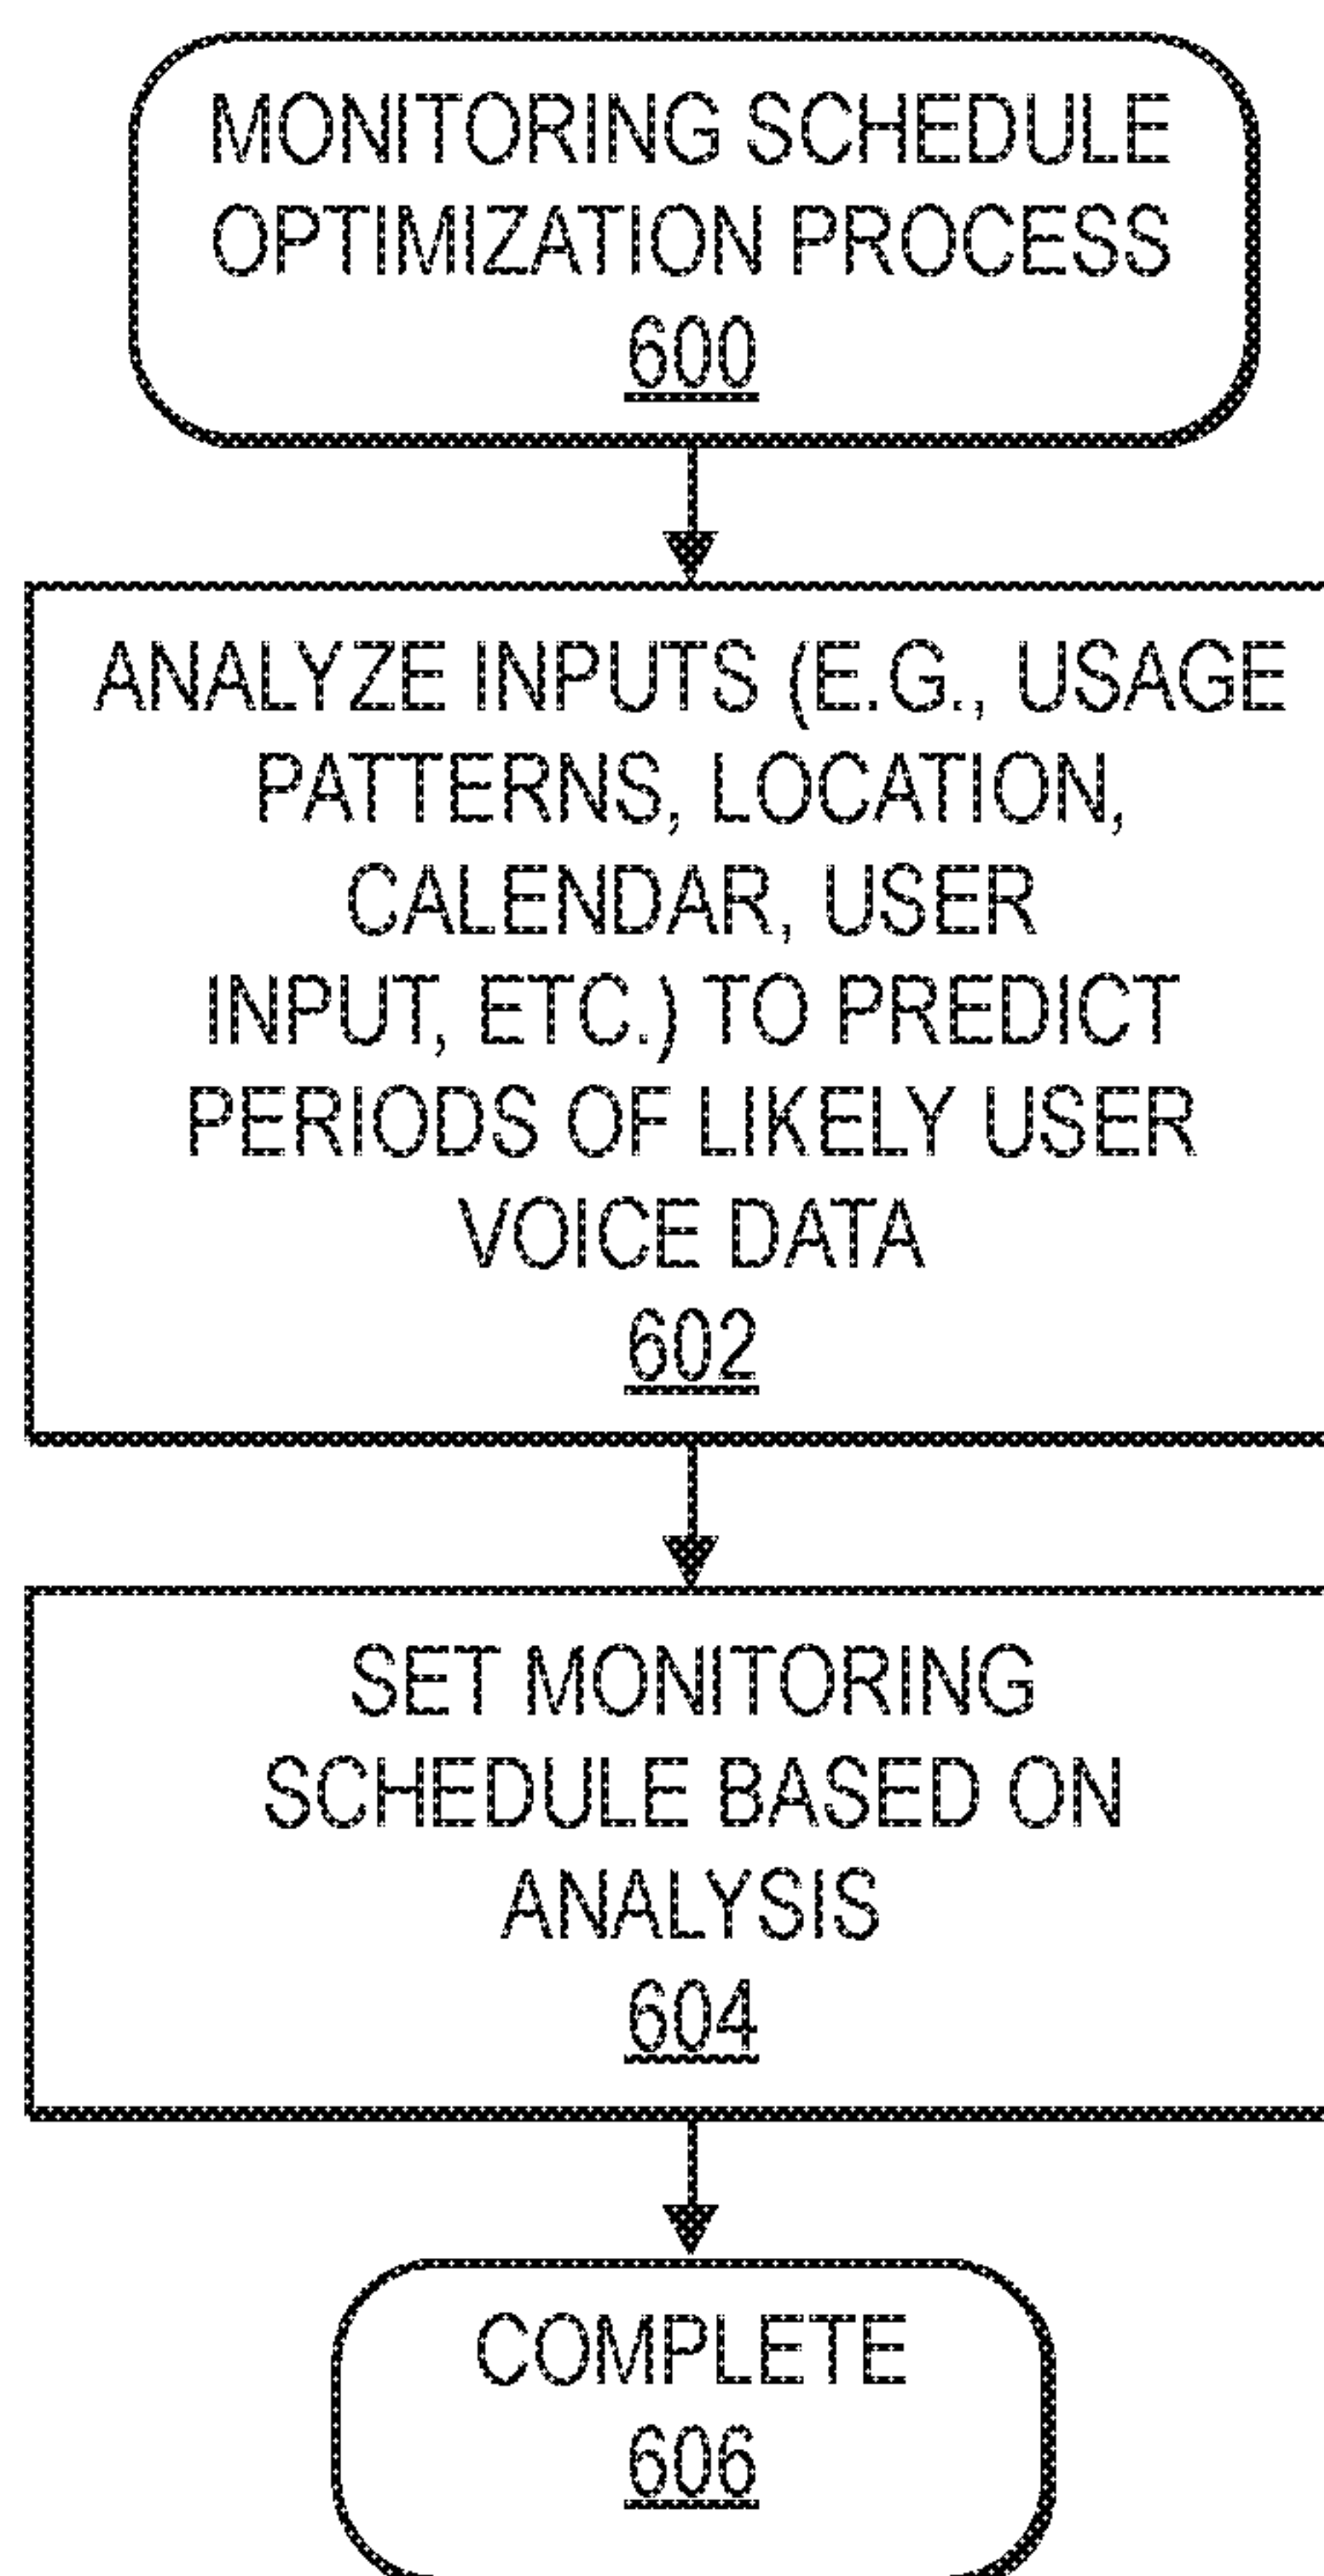 MONITORING SCHEDULE
OPTIMIZATION PROCESS
600
ANALYZE INPUTS (E.G., USAGE
PATTERNS, LOCATION,
CALENDAR, USER
INPUT, ETC.) TO PREDICT
PERIODS OF LIKELY USER
VOICE DATA
602
SET MONITORING
SCHEDULE BASED ON
ANALYSIS
604
COMPLETE
606